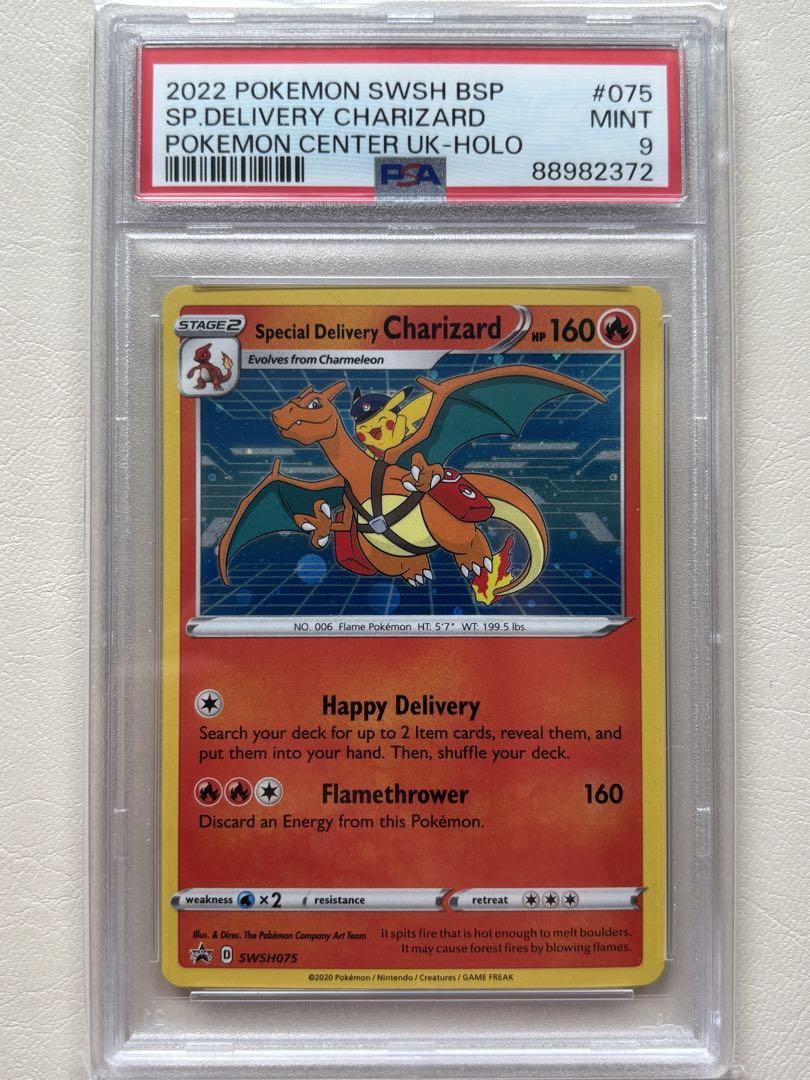 2022 POKEMON SWSH BSP #075
SP.DELIVERY CHARIZARD MINT
POKEMON CENTER UK-HOLO 9
PSA 88982372
STAGE2 Special Delivery Charizard HP 160
Evolves from Charmeleon
NO. 006 Flame Pokémon HT: 5'7" WT: 199.5 lbs.
Happy Delivery
Search your deck for up to 2 Item cards, reveal them, and
put them into your hand. Then, shuffle your deck.
Flamethrower 160
Discard an Energy from this Pokémon.
weakness ×2 resistance retreat
Illus. & Direc. The Pokémon Company Art Team
It spits fire that is hot enough to melt boulders.
It may cause forest fires by blowing flames.
D SWSH075
©2020 Pokémon / Nintendo / Creatures / GAME FREAK